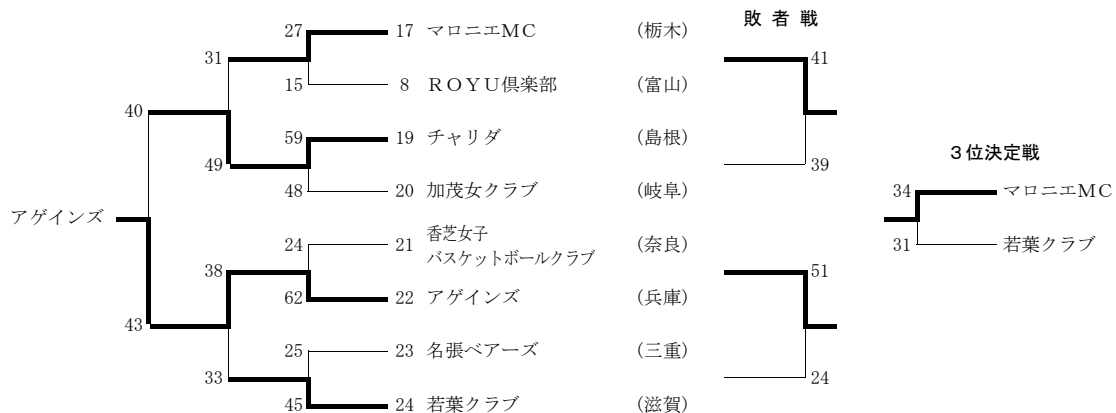 敗 者 戦
27 17 マロニエMC (栃木)
31 41
15 8 ROYU倶楽部 (富山)
40
59 19 チャリダ (島根)
49 39
3位決定戦
48 20 加茂女クラブ (岐阜)
34 マロニエMC
アゲインズ
香芝女子
24 21 バスケットボールクラブ (奈良)
31 若葉クラブ
38 51
62 22 アゲインズ (兵庫)
43
25 23 名張ベアーズ (三重)
33 24
45 24 若葉クラブ (滋賀)